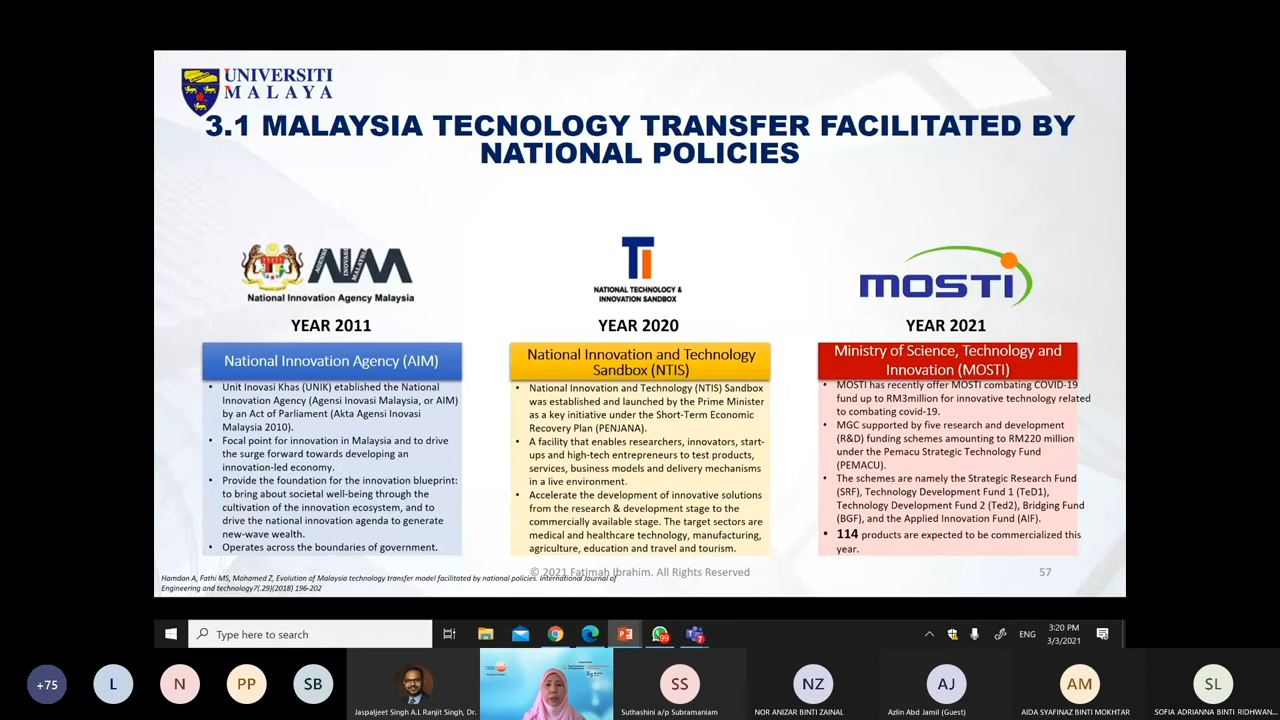 UNIVERSITI
MALAYA
3.1 MALAYSIA TECNOLOGY TRANSFER FACILITATED BY
NATIONAL POLICIES
AGENSI
INOVASI
MALAYSIA
AIM
National Innovation Agency Malaysia
YEAR 2011
National Innovation Agency (AIM)
• Unit Inovasi Khas (UNIK) etablished the National
Innovation Agency (Agensi Inovasi Malaysia, or AIM)
by an Act of Parliament (Akta Agensi Inovasi
Malaysia 2010).
• Focal point for innovation in Malaysia and to drive
the surge forward towards developing an
innovation-led economy.
• Provide the foundation for the innovation blueprint:
to bring about societal well-being through the
cultivation of the innovation ecosystem, and to
drive the national innovation agenda to generate
new-wave wealth.
• Operates across the boundaries of government.
TI
NATIONAL TECHNOLOGY &
INNOVATION SANDBOX
YEAR 2020
National Innovation and Technology
Sandbox (NTIS)
• National Innovation and Technology (NTIS) Sandbox
was established and launched by the Prime Minister
as a key initiative under the Short-Term Economic
Recovery Plan (PENJANA).
• A facility that enables researchers, innovators, start-
ups and high-tech entrepreneurs to test products,
services, business models and delivery mechanisms
in a live environment.
• Accelerate the development of innovative solutions
from the research & development stage to the
commercially available stage. The target sectors are
medical and healthcare technology, manufacturing,
agriculture, education and travel and tourism.
MOSTI
YEAR 2021
Ministry of Science, Technology and
Innovation (MOSTI)
• MOSTI has recently offer MOSTI combating COVID-19
fund up to RM3million for innovative technology related
to combating covid-19.
• MGC supported by five research and development
(R&D) funding schemes amounting to RM220 million
under the Pemacu Strategic Technology Fund
(PEMACU).
• The schemes are namely the Strategic Research Fund
(SRF), Technology Development Fund 1 (TeD1),
Technology Development Fund 2 (Ted2), Bridging Fund
(BGF), and the Applied Innovation Fund (AIF).
• 114 products are expected to be commercialized this
year.
Hamdan A, Fathi MS, Mohamed Z, Evolution of Malaysia technology transfer model facilitated by national policies. International Journal of
Engineering and technology7(.29)(2018) 196-202
© 2021 Fatimah Ibrahim. All Rights Reserved
57
Type here to search
99
7
ENG
3:20 PM
3/3/2021
+75
L
N
PP
SB
Jaspaljeet Singh A.L Ranjit Singh, Dr.
SS
Suthashini a/p Subramaniam
NZ
NOR ANIZAR BINTI ZAINAL
AJ
Azlin Abd Jamil (Guest)
AM
AIDA SYAFINAZ BINTI MOKHTAR
SL
SOFIA ADRIANNA BINTI RIDHWAN...